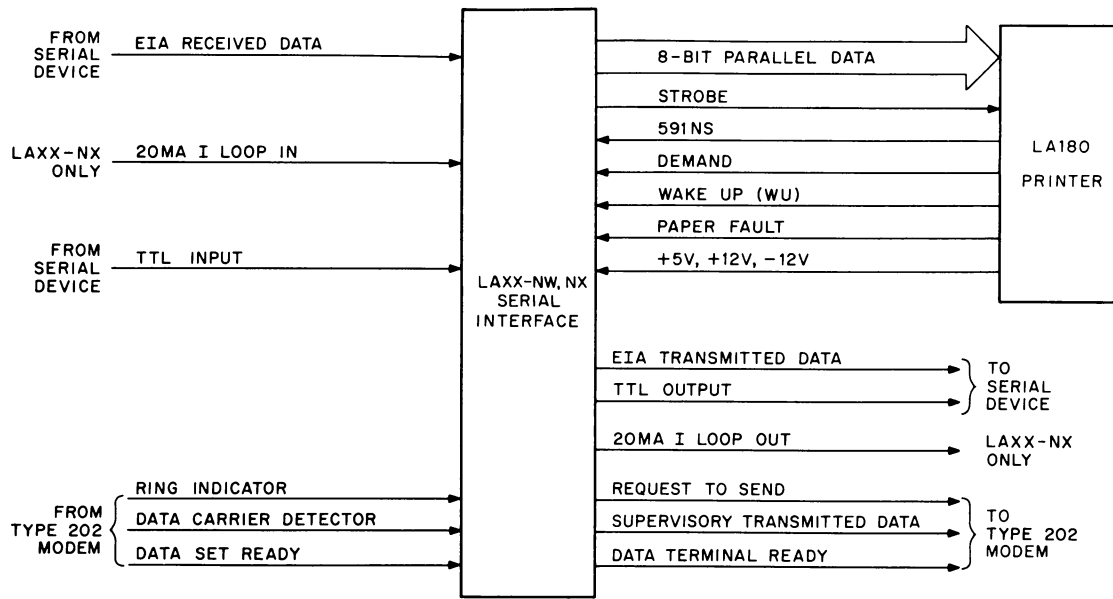 FROM
SERIAL
DEVICE
EIA RECEIVED DATA
LAXX-NX
ONLY
20MA I LOOP IN
FROM
SERIAL
DEVICE
TTL INPUT
FROM
TYPE 202
MODEM
RING INDICATOR
DATA CARRIER DETECTOR
DATA SET READY
LAXX-NW, NX
SERIAL
INTERFACE
8-BIT PARALLEL DATA
STROBE
591NS
DEMAND
WAKE UP (WU)
PAPER FAULT
+5V, +12V, -12V
LA180
PRINTER
EIA TRANSMITTED DATA
TTL OUTPUT
TO
SERIAL
DEVICE
20MA I LOOP OUT
LAXX-NX
ONLY
REQUEST TO SEND
SUPERVISORY TRANSMITTED DATA
DATA TERMINAL READY
TO
TYPE 202
MODEM